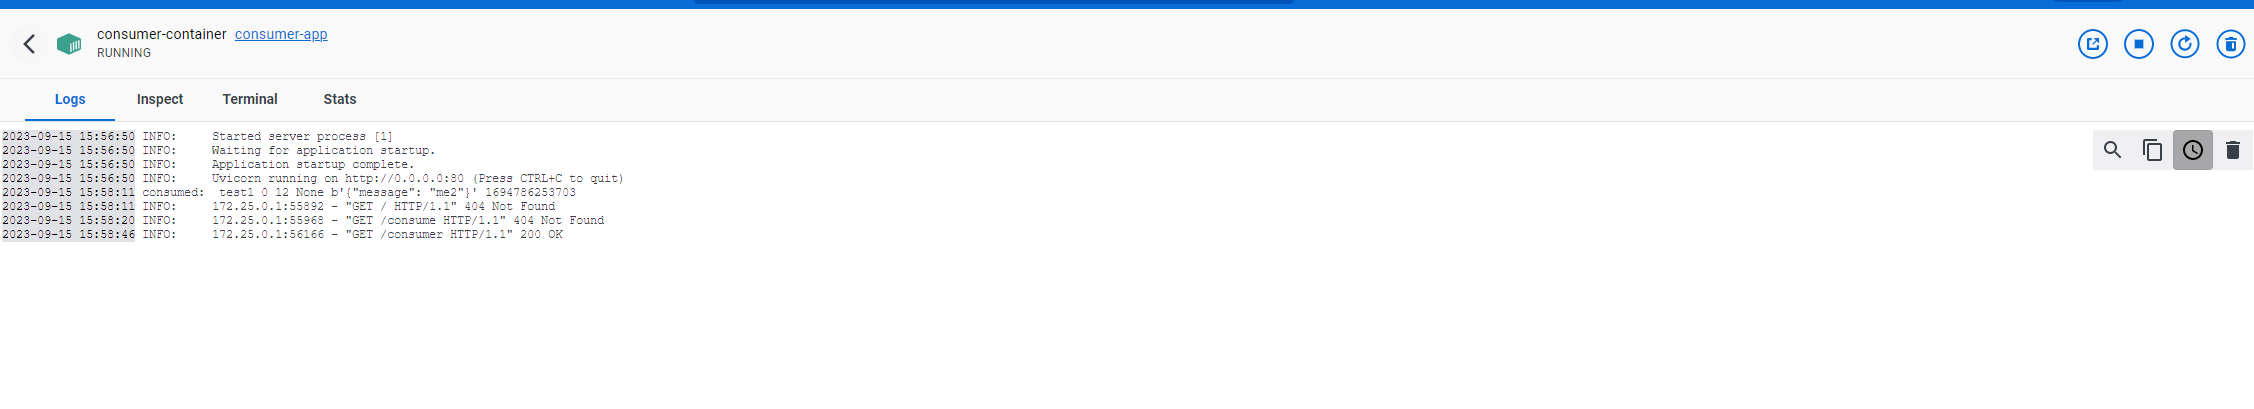 consumer-container consumer-app
RUNNING
Logs Inspect Terminal Stats
2023-09-15 15:56:50 INFO:     Started server process [1]
2023-09-15 15:56:50 INFO:     Waiting for application startup.
2023-09-15 15:56:50 INFO:     Application startup complete.
2023-09-15 15:56:50 INFO:     Uvicorn running on http://0.0.0.0:80 (Press CTRL+C to quit)
2023-09-15 15:58:11 consumed:  test1 0 12 None b'{"message": "me2"}' 1694786253703
2023-09-15 15:58:11 INFO:     172.25.0.1:55892 - "GET / HTTP/1.1" 404 Not Found
2023-09-15 15:58:20 INFO:     172.25.0.1:55968 - "GET /consume HTTP/1.1" 404 Not Found
2023-09-15 15:58:46 INFO:     172.25.0.1:56166 - "GET /consumer HTTP/1.1" 200 OK